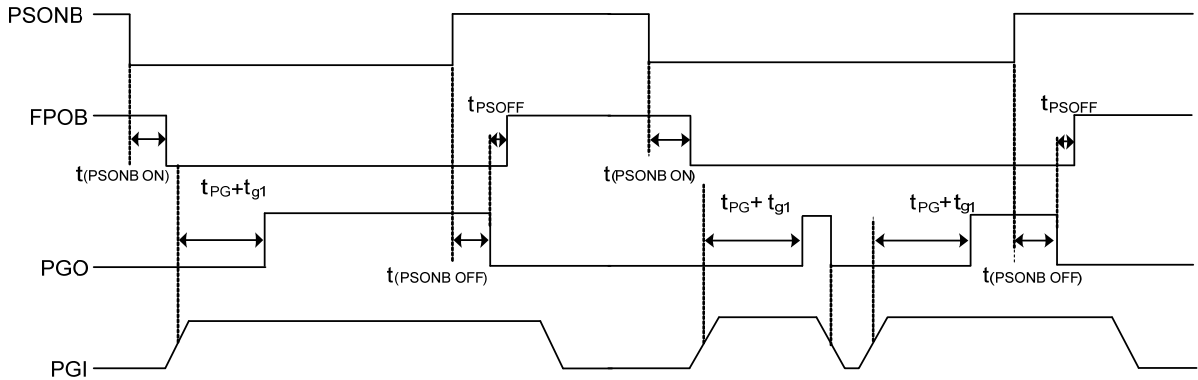 PSONB
tPSOFF
tPSOFF
FPOB
t(PSONB ON)
t(PSONB ON)
tPG+tg1
tPG+tg1
tPG+tg1
PGO
t(PSONB OFF)
t(PSONB OFF)
PGI